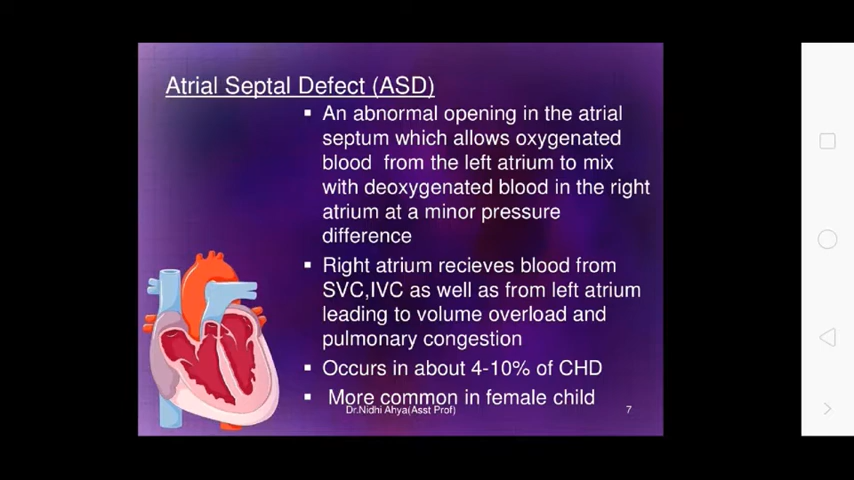 Atrial Septal Defect (ASD)
▪ An abnormal opening in the atrial
septum which allows oxygenated
blood from the left atrium to mix
with deoxygenated blood in the right
atrium at a minor pressure
difference
▪ Right atrium recieves blood from
SVC,IVC as well as from left atrium
leading to volume overload and
pulmonary congestion
▪ Occurs in about 4-10% of CHD
▪ More common in female child
Dr.Nidhi Ahya(Asst Prof) 7